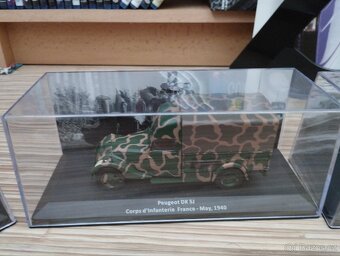 Peugeot DK 5J
Corps d'Infanterie France - May, 1940